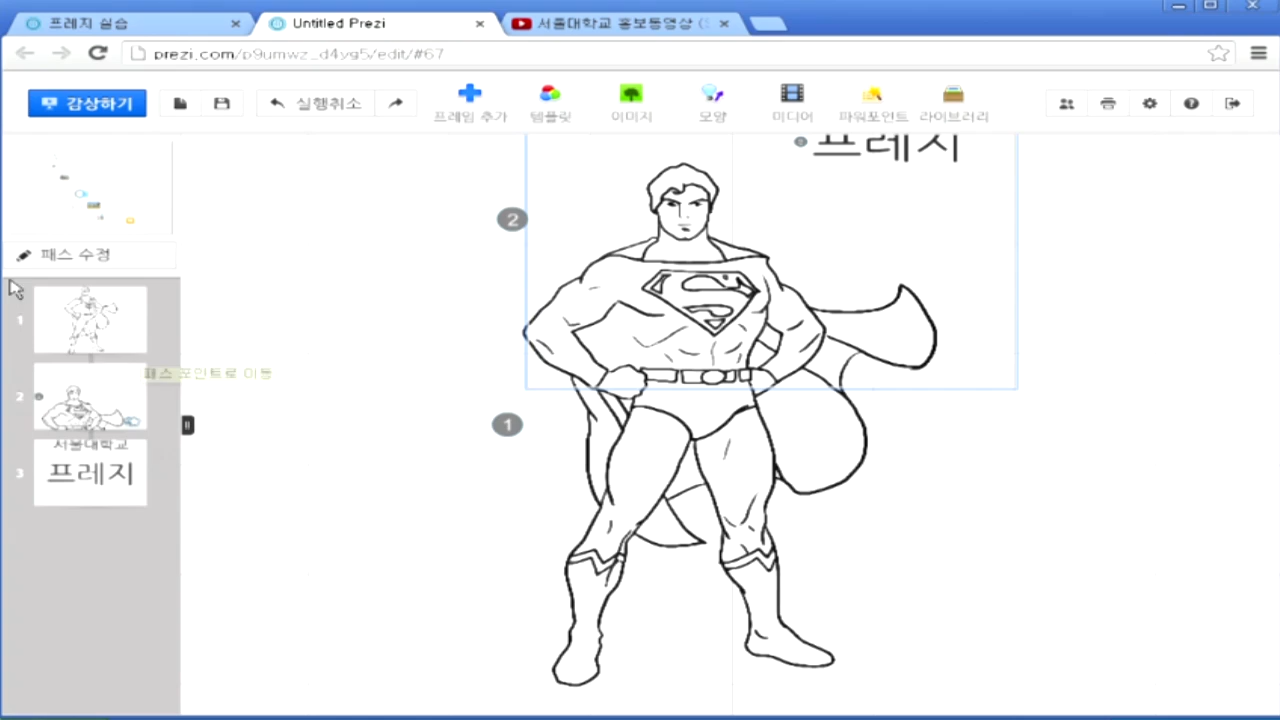 프레지 실습
Untitled Prezi
서울대학교 홍보동영상 (
prezi.com/p9umwz_d4yg5/edit/#67
감상하기
실행취소
프레임 추가
템플릿
이미지
모양
미디어
파워포인트
라이브러리
프레지
2
패스 수정
1
패스 포인트로 이동
2
1
서울대학교
3
프레지